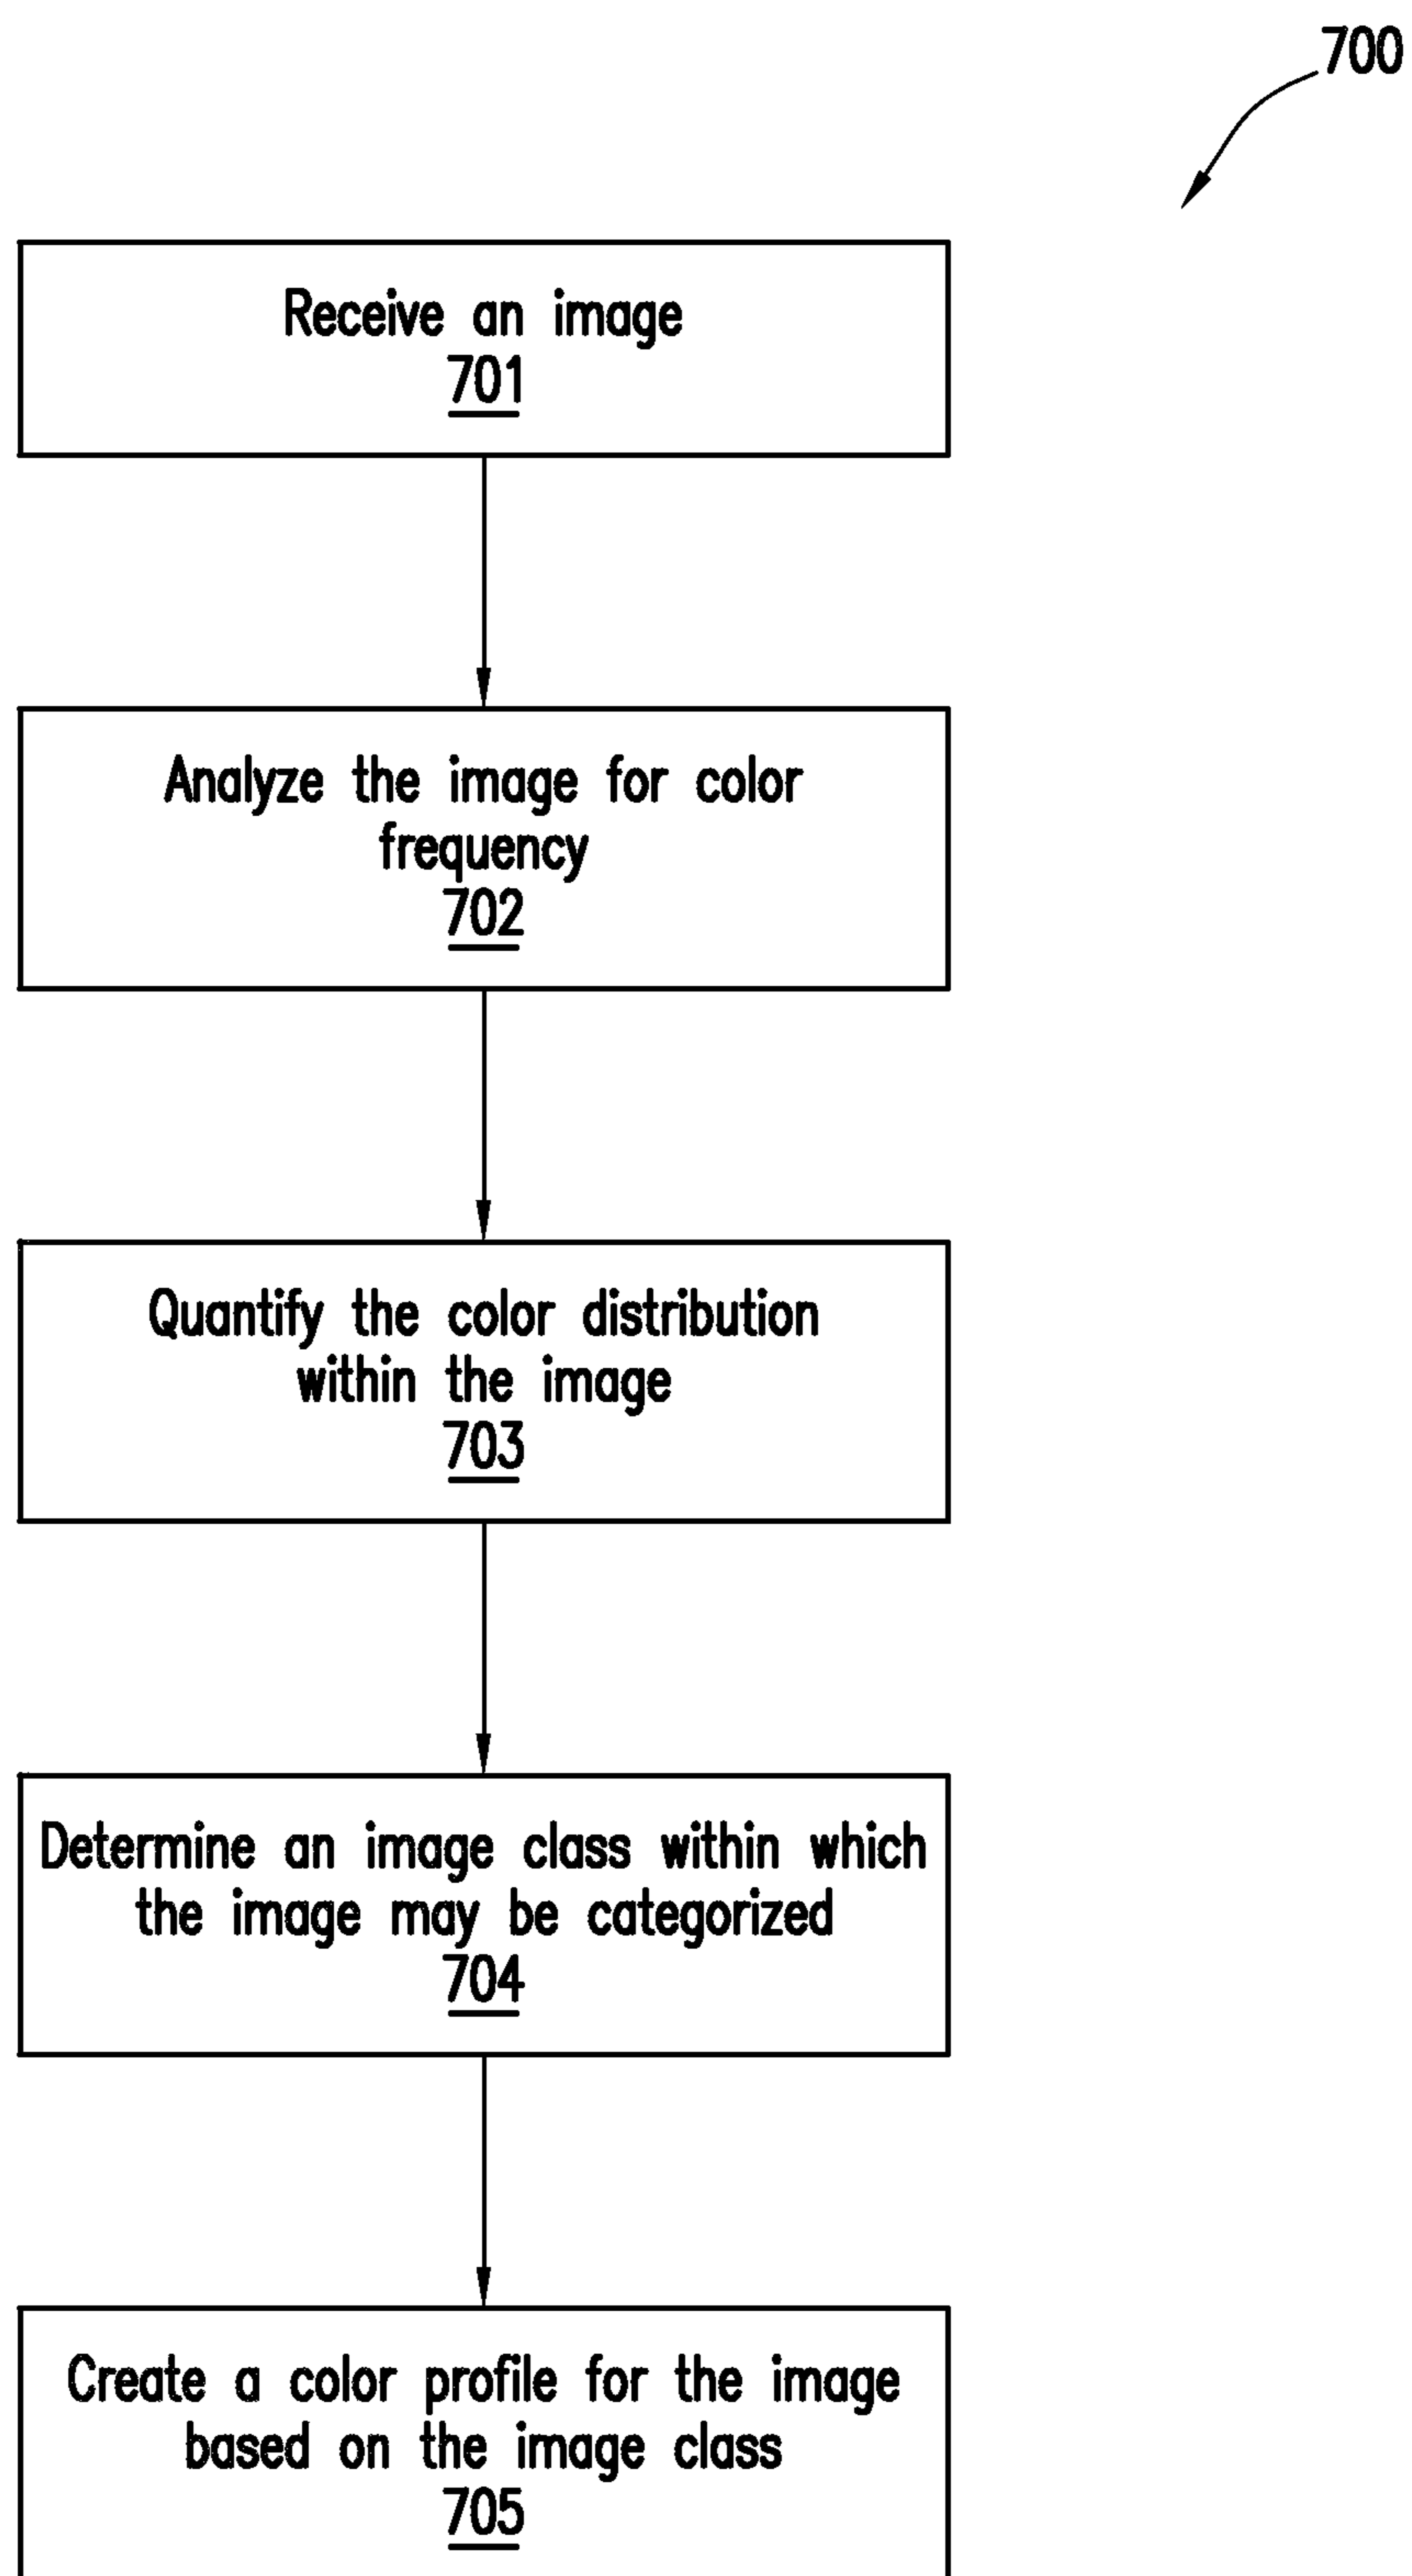 700
Receive an image
701
Analyze the image for color
frequency
702
Quantify the color distribution
within the image
703
Determine an image class within which
the image may be categorized
704
Create a color profile for the image
based on the image class
705